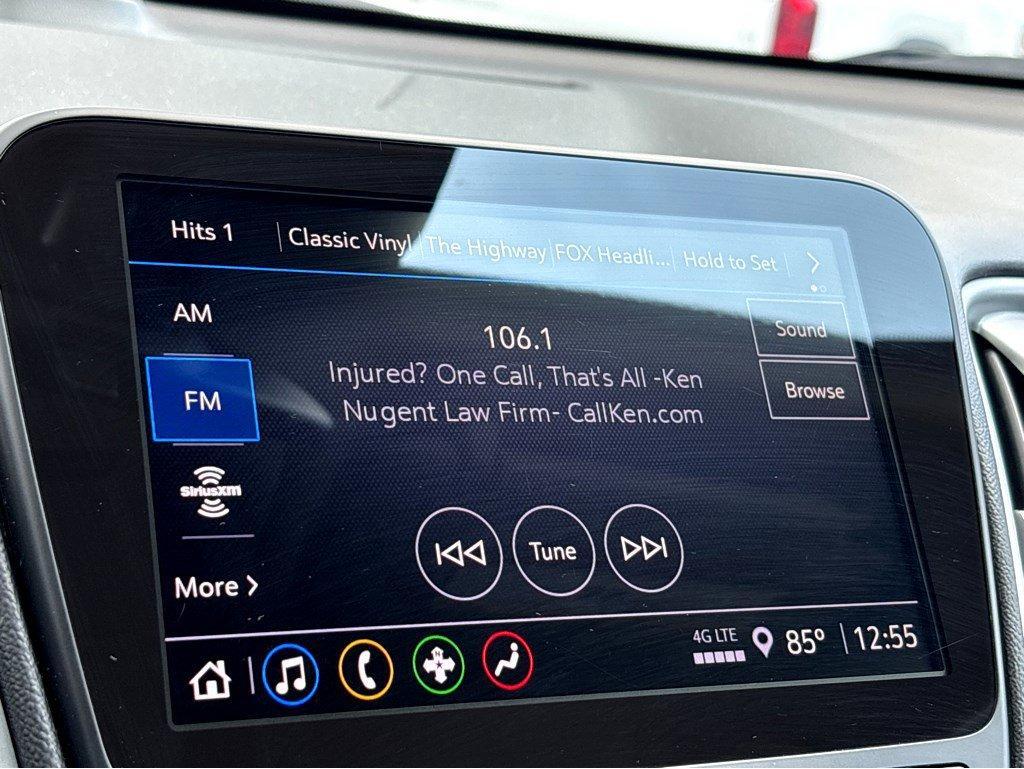 Hits 1
Classic Vinyl
The Highway
FOX Headli...
Hold to Set
AM
106.1
Sound
Injured? One Call, That's All -Ken
Browse
FM
Nugent Law Firm- CallKen.com
SiriusXM
Tune
More
4G LTE
85°
12:55
N